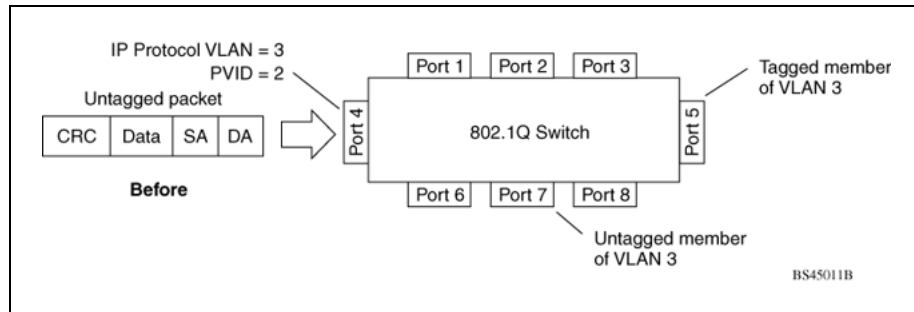 IP Protocol VLAN = 3
PVID = 2
Untagged packet
CRC Data SA DA
Before
Port 4
Port 1 Port 2 Port 3
802.1Q Switch
Port 5
Tagged member
of VLAN 3
Port 6 Port 7 Port 8
Untagged member
of VLAN 3
BS45011B